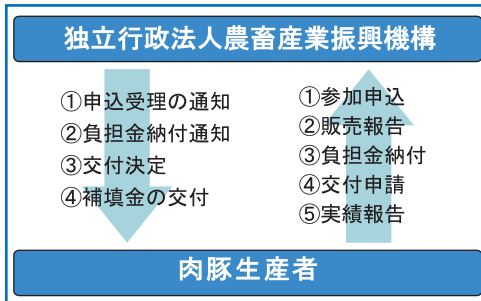 独立行政法人農畜産業振興機構
①申込受理の通知
②負担金納付通知
③交付決定
④補填金の交付
①参加申込
②販売報告
③負担金納付
④交付申請
⑤実績報告
肉豚生産者